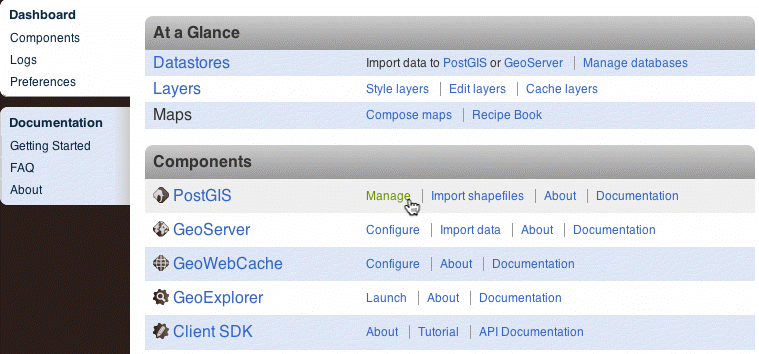 Dashboard
Components
Logs
Preferences
Documentation
Getting Started
FAQ
About
At a Glance
Datastores Import data to PostGIS or GeoServer | Manage databases
Layers Style layers | Edit layers | Cache layers
Maps Compose maps | Recipe Book
Components
PostGIS Manage | Import shapefiles | About | Documentation
GeoServer Configure | Import data | About | Documentation
GeoWebCache Configure | About | Documentation
GeoExplorer Launch | About | Documentation
Client SDK About | Tutorial | API Documentation